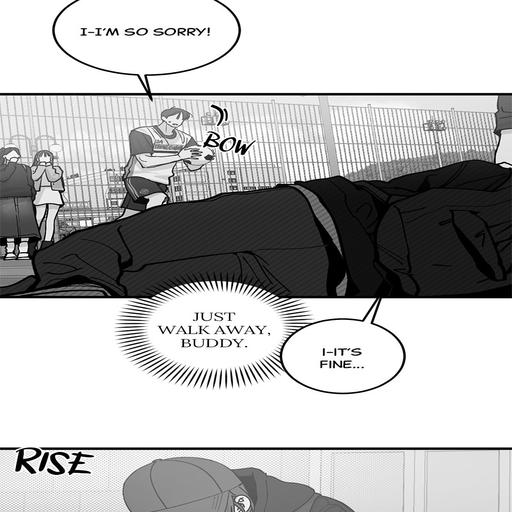 I-I'M SO SORRY!
BOW
JUST
WALK AWAY,
BUDDY.
I-IT'S
FINE...
RISE